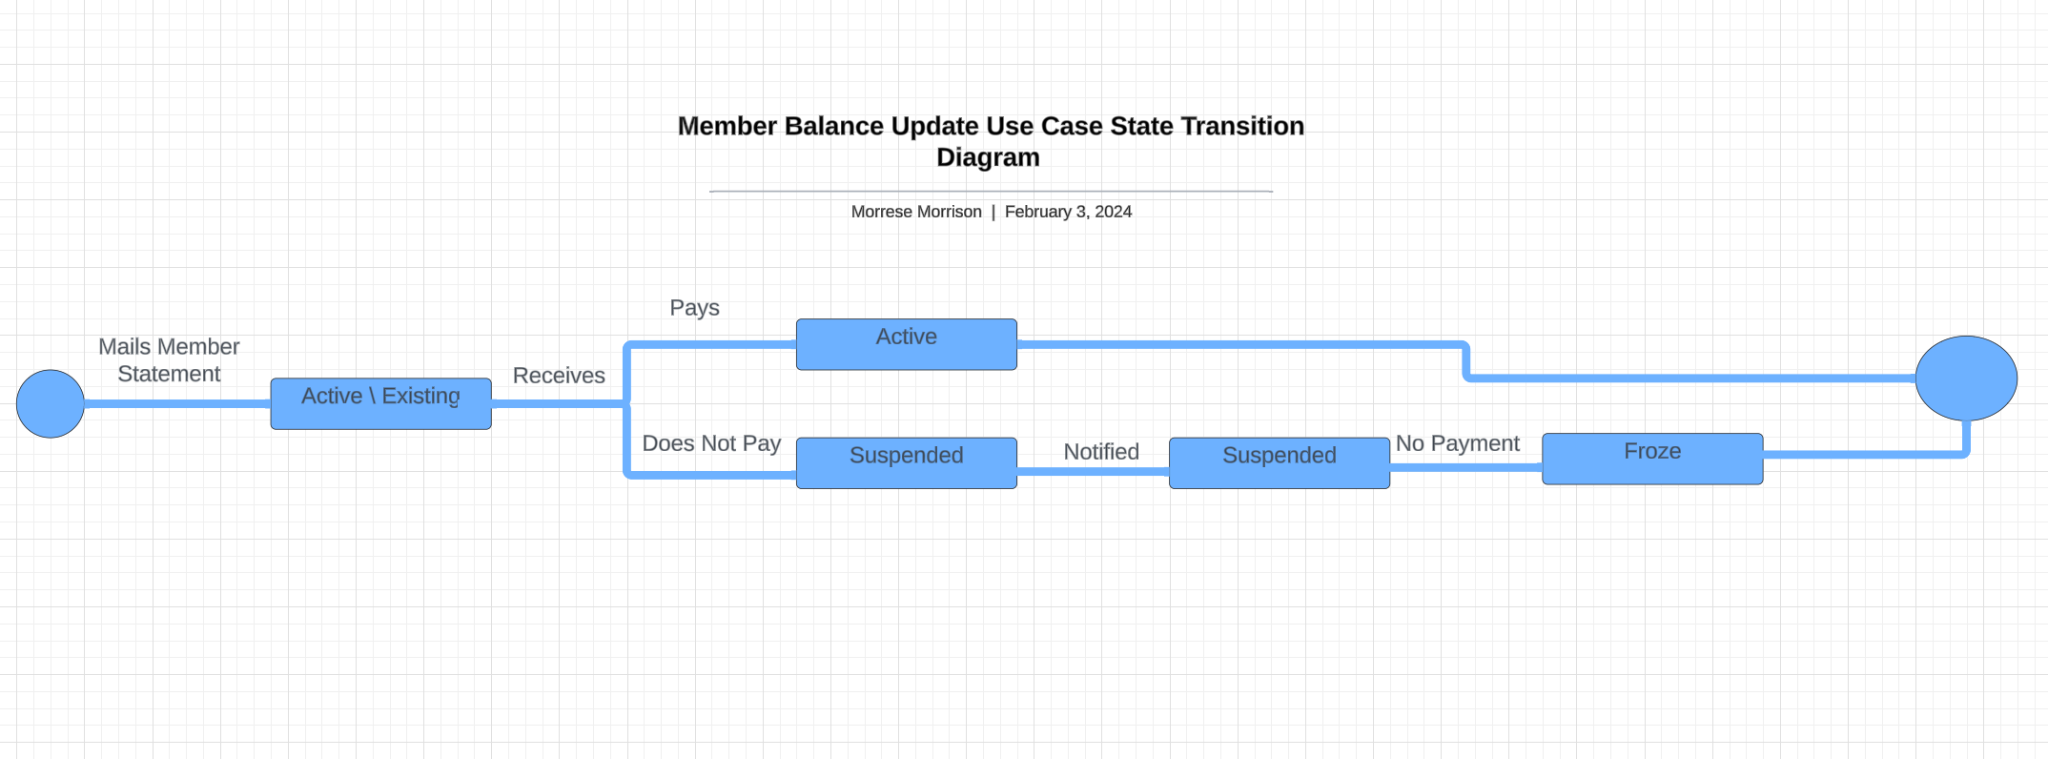 Member Balance Update Use Case State Transition
Diagram
Morrese Morrison | February 3, 2024
Pays
Active
Mails Member
Statement
Active \ Existing
Receives
Does Not Pay
Suspended
Notified
Suspended
No Payment
Froze